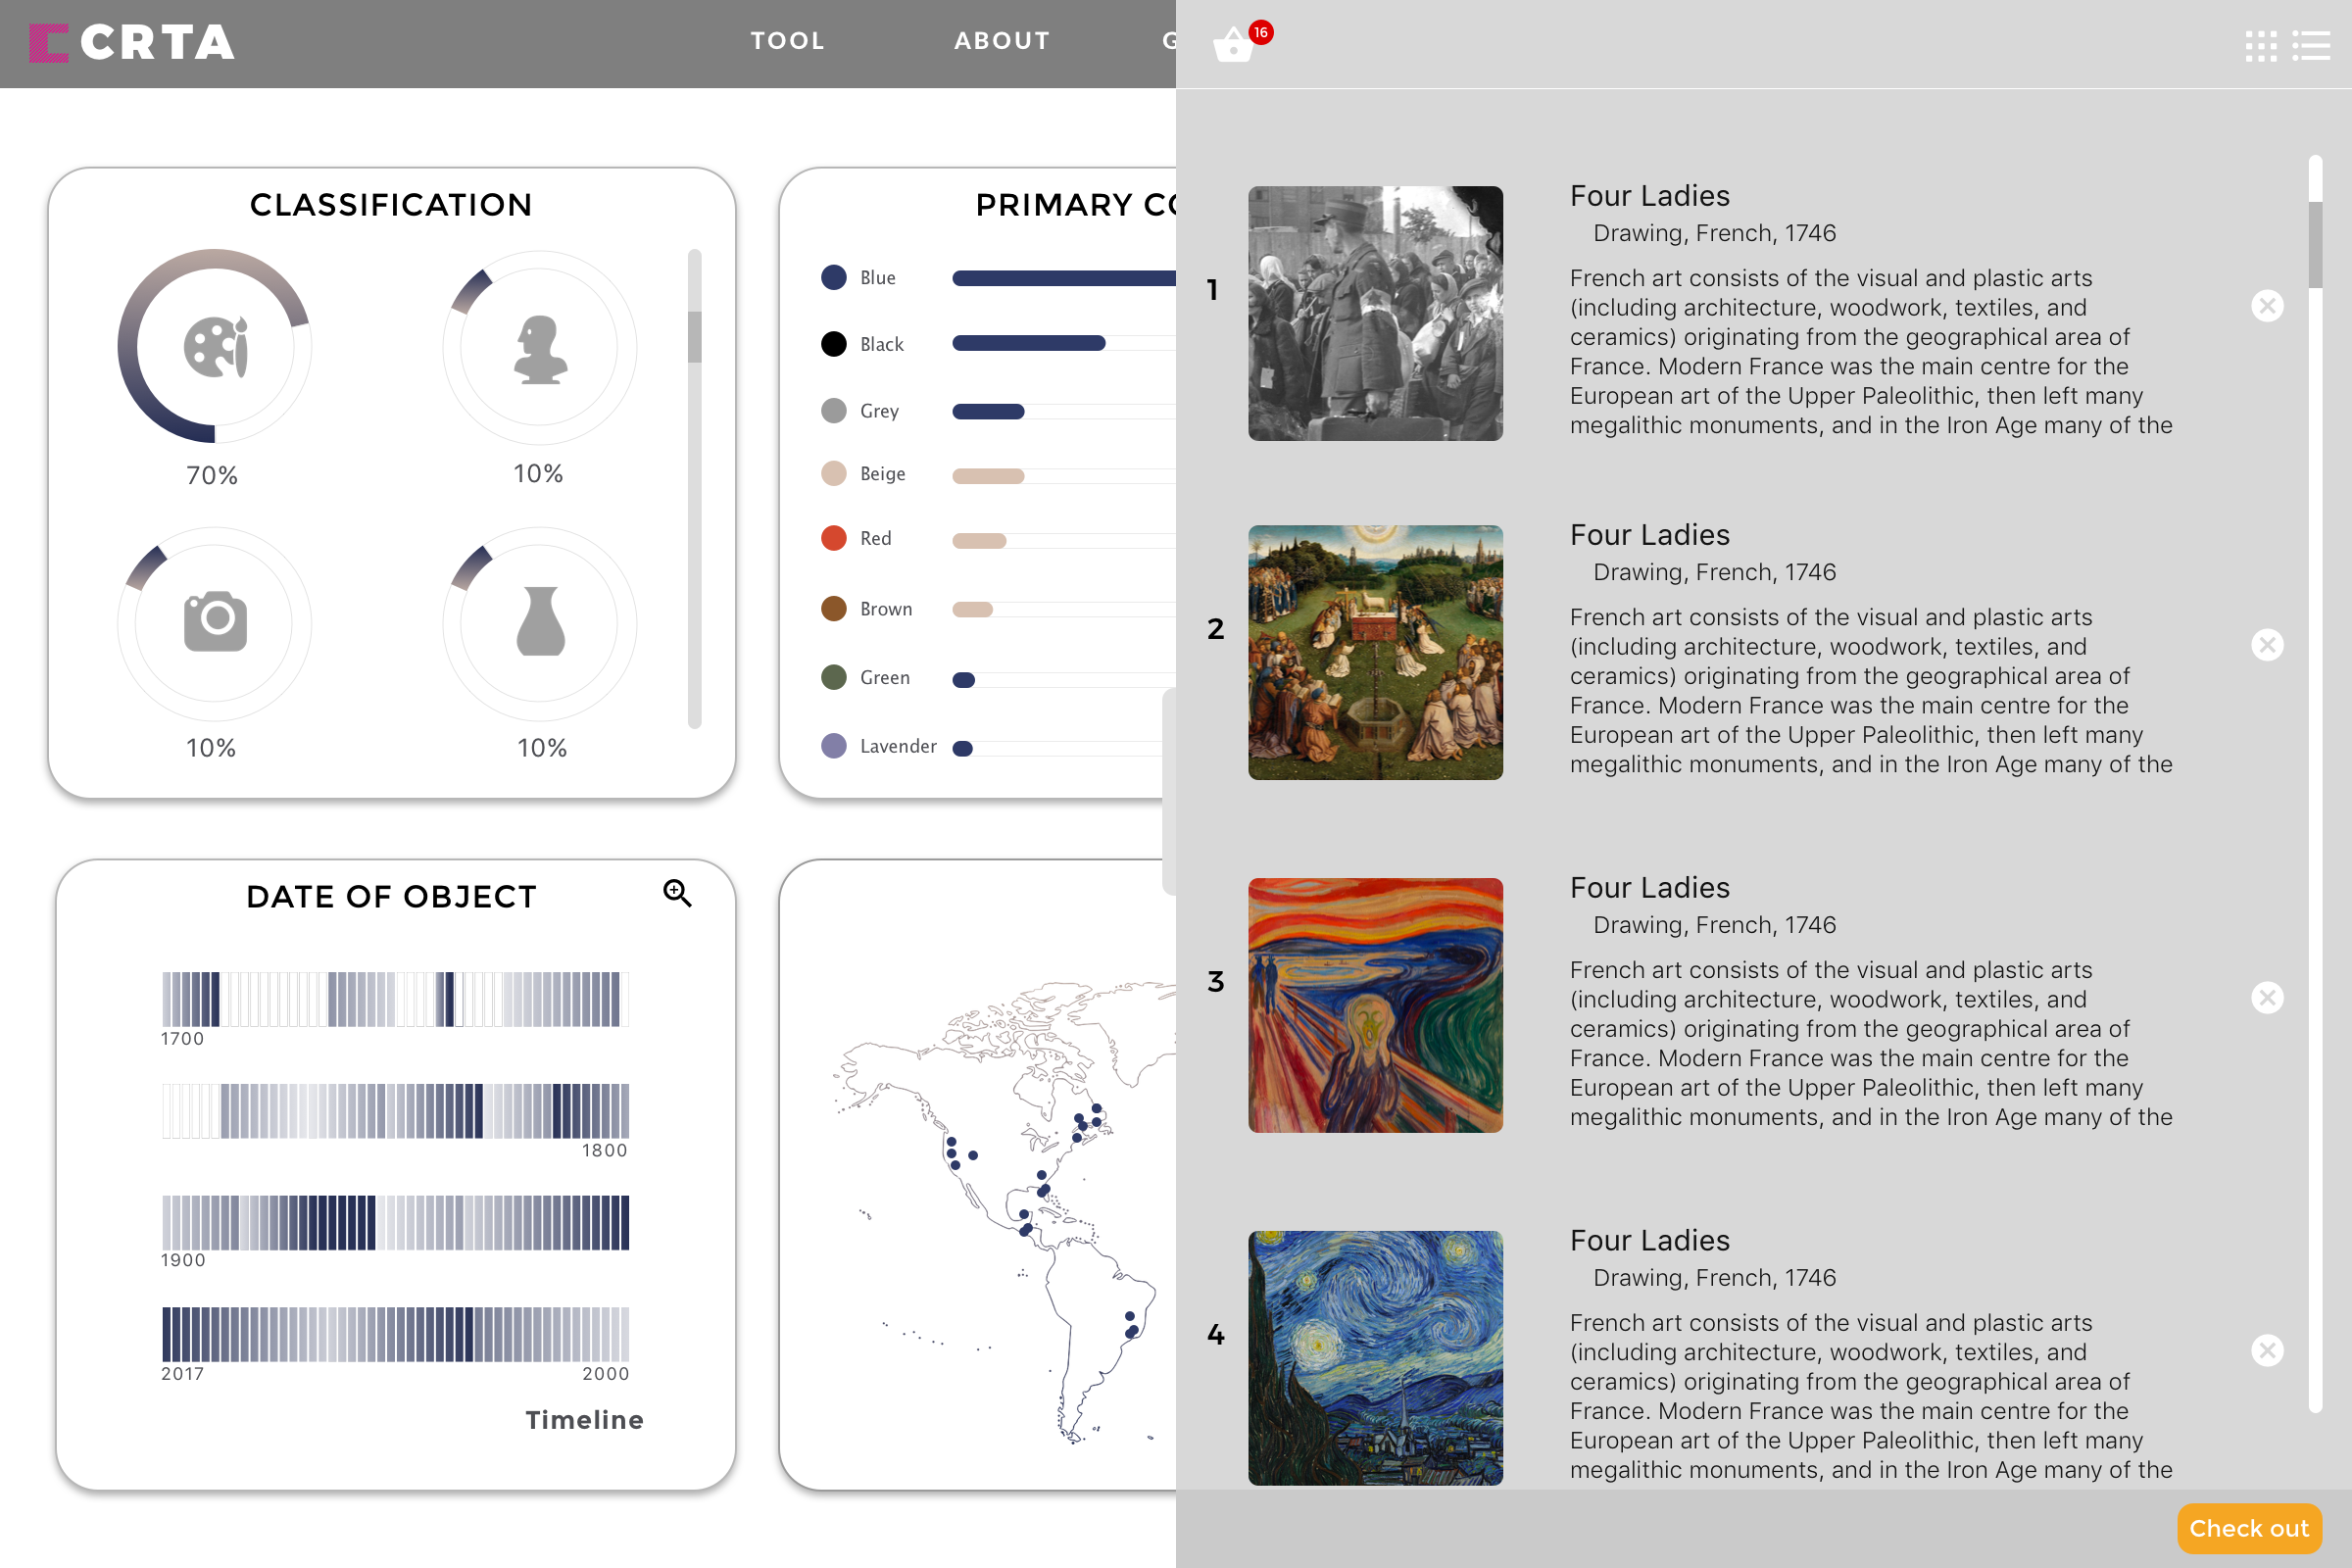 CRTA
TOOL
ABOUT
G
16
CLASSIFICATION
70%
10%
10%
10%
PRIMARY CO
Blue
Black
Grey
Beige
Red
Brown
Green
Lavender
DATE OF OBJECT
1700
1800
1900
2017
2000
Timeline
1
Four Ladies
Drawing, French, 1746
French art consists of the visual and plastic arts
(including architecture, woodwork, textiles, and
ceramics) originating from the geographical area of
France. Modern France was the main centre for the
European art of the Upper Paleolithic, then left many
megalithic monuments, and in the Iron Age many of the
2
Four Ladies
Drawing, French, 1746
French art consists of the visual and plastic arts
(including architecture, woodwork, textiles, and
ceramics) originating from the geographical area of
France. Modern France was the main centre for the
European art of the Upper Paleolithic, then left many
megalithic monuments, and in the Iron Age many of the
3
Four Ladies
Drawing, French, 1746
French art consists of the visual and plastic arts
(including architecture, woodwork, textiles, and
ceramics) originating from the geographical area of
France. Modern France was the main centre for the
European art of the Upper Paleolithic, then left many
megalithic monuments, and in the Iron Age many of the
4
Four Ladies
Drawing, French, 1746
French art consists of the visual and plastic arts
(including architecture, woodwork, textiles, and
ceramics) originating from the geographical area of
France. Modern France was the main centre for the
European art of the Upper Paleolithic, then left many
megalithic monuments, and in the Iron Age many of the
Check out